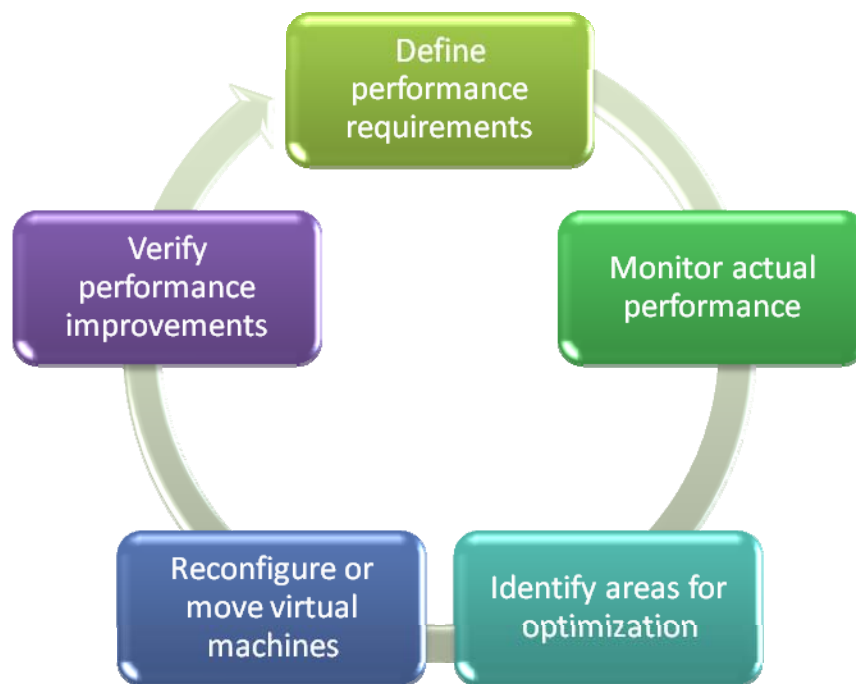 Define
performance
requirements
Monitor actual
performance
Identify areas for
optimization
Reconfigure or
move virtual
machines
Verify
performance
improvements